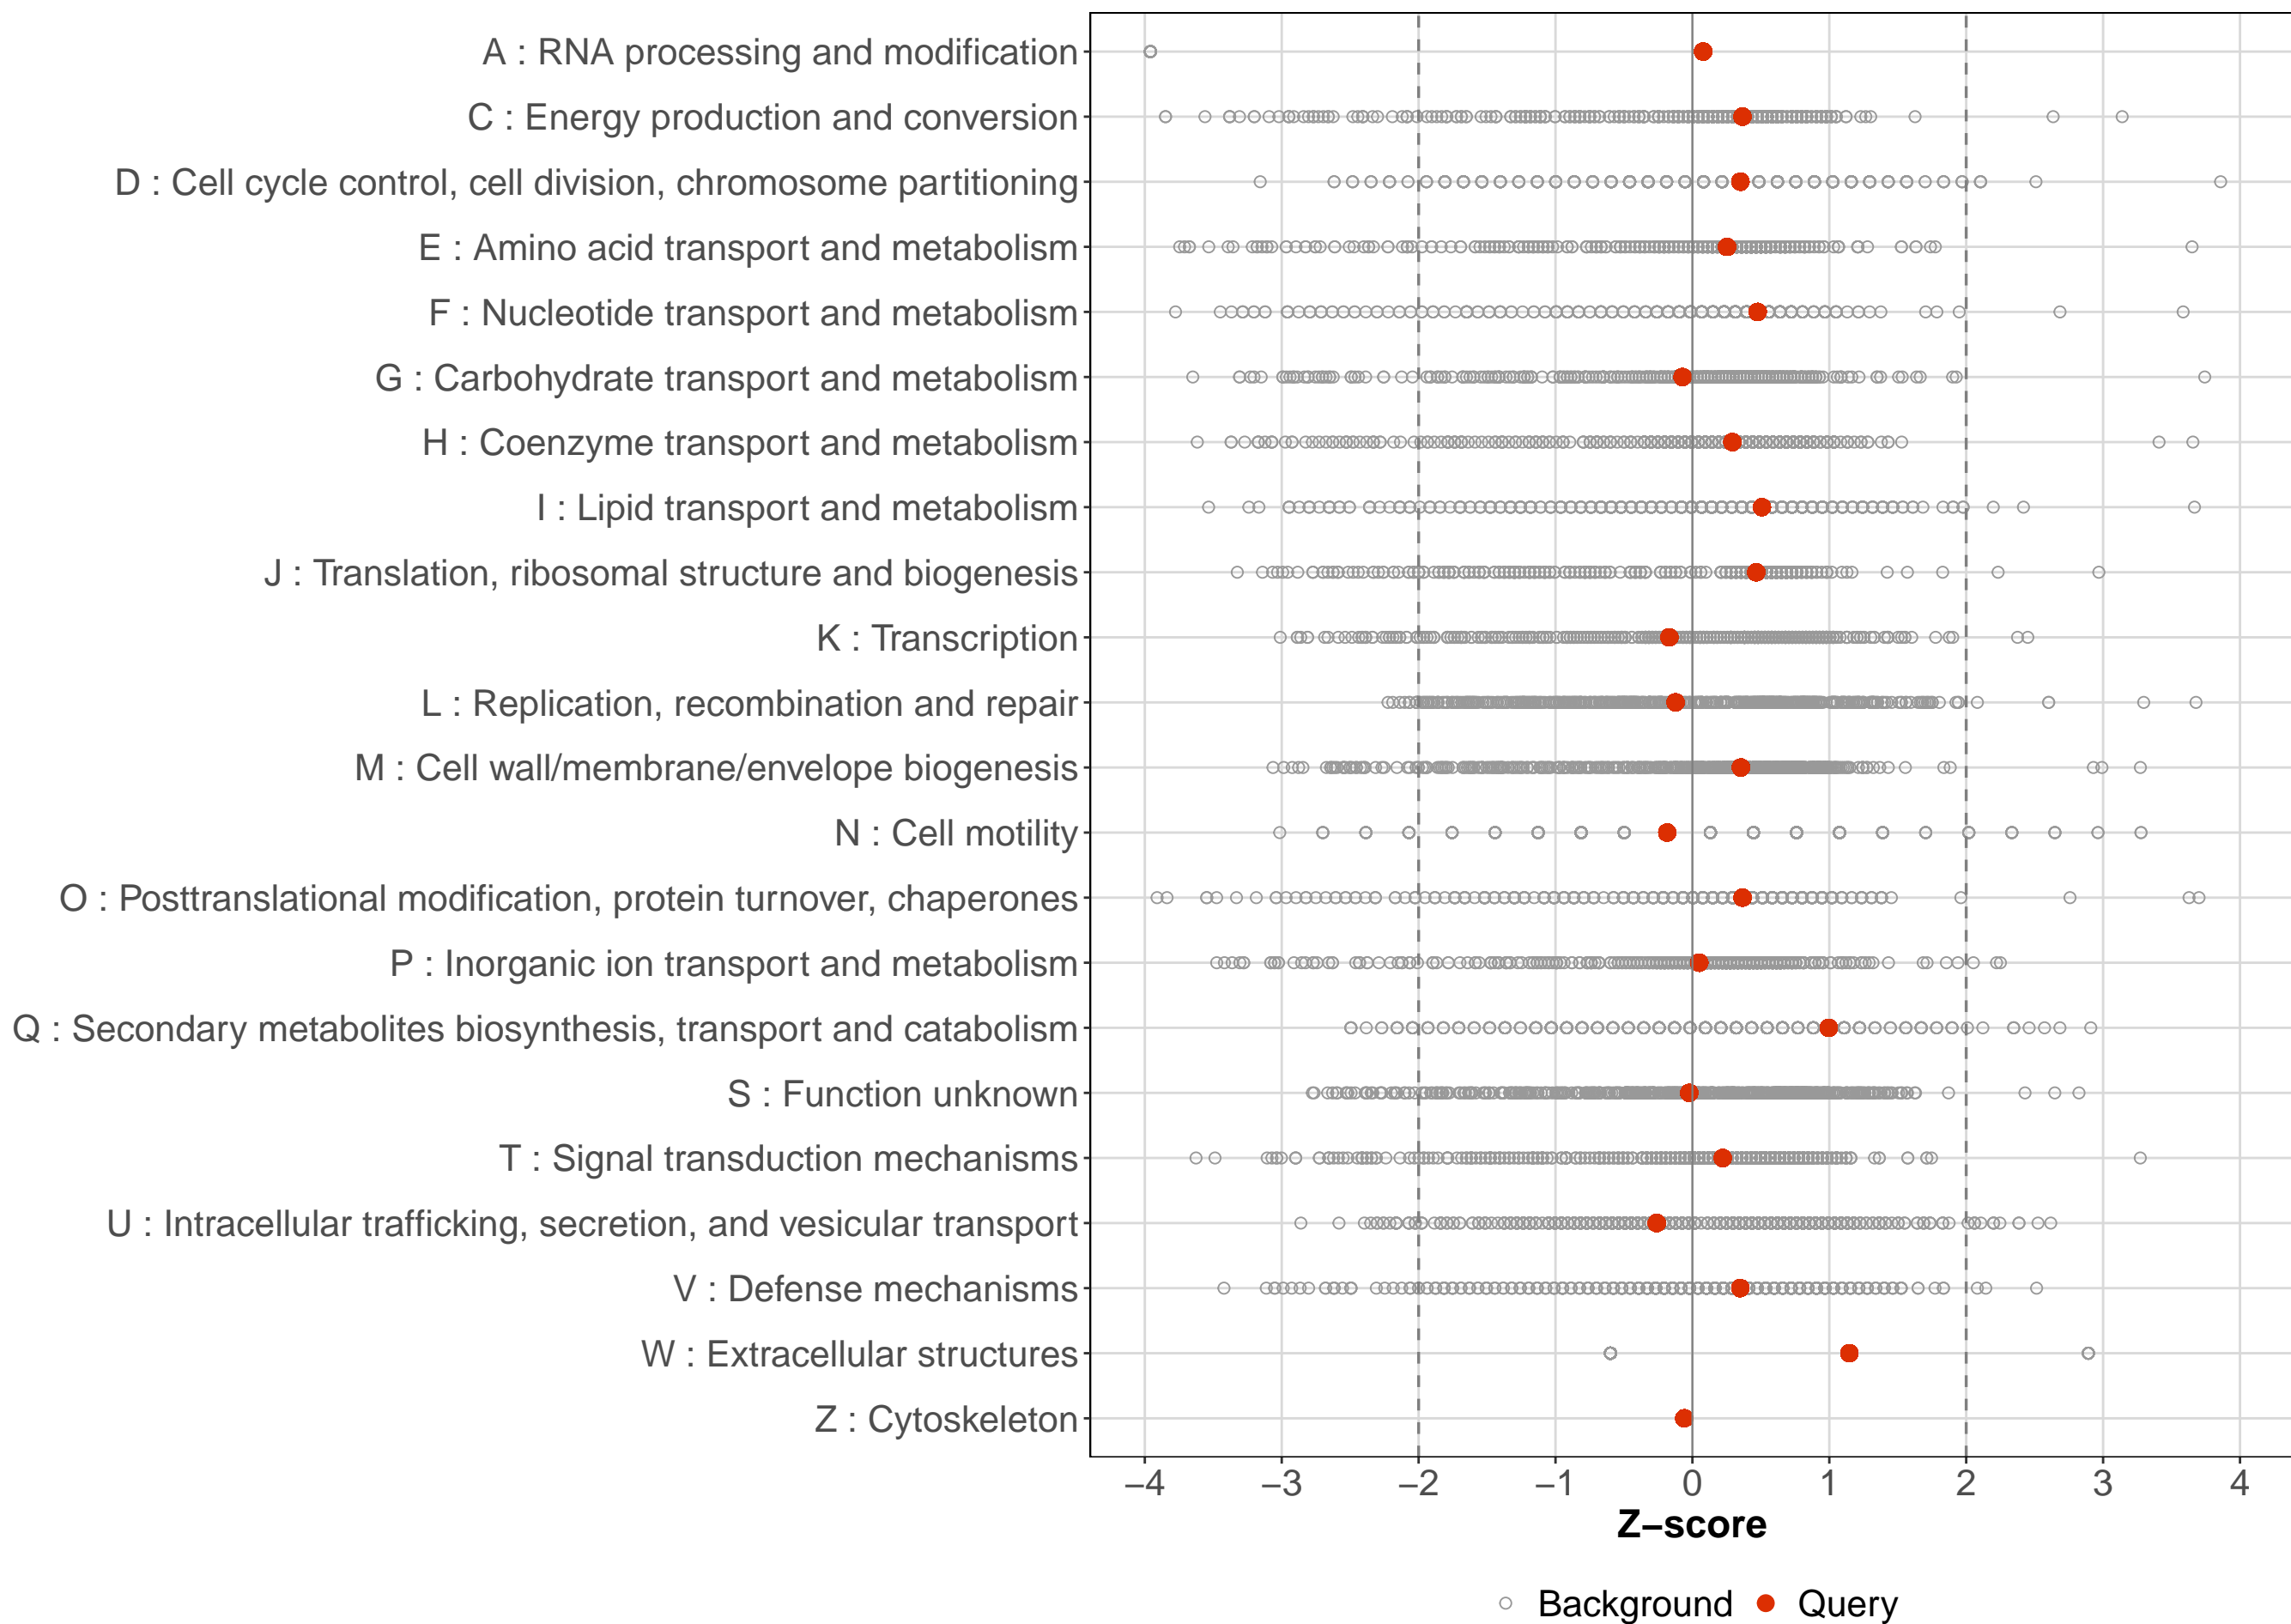 A : RNA processing and modification
C : Energy production and conversion
D : Cell cycle control, cell division, chromosome partitioning
E : Amino acid transport and metabolism
F : Nucleotide transport and metabolism
G : Carbohydrate transport and metabolism
H : Coenzyme transport and metabolism
I : Lipid transport and metabolism
J : Translation, ribosomal structure and biogenesis
K : Transcription
L : Replication, recombination and repair
M : Cell wall/membrane/envelope biogenesis
N : Cell motility
O : Posttranslational modification, protein turnover, chaperones
P : Inorganic ion transport and metabolism
Q : Secondary metabolites biosynthesis, transport and catabolism
S : Function unknown
T : Signal transduction mechanisms
U : Intracellular trafficking, secretion, and vesicular transport
V : Defense mechanisms
W : Extracellular structures
Z : Cytoskeleton
−4 −3 −2 −1 0 1 2 3 4
Z−score
Background Query